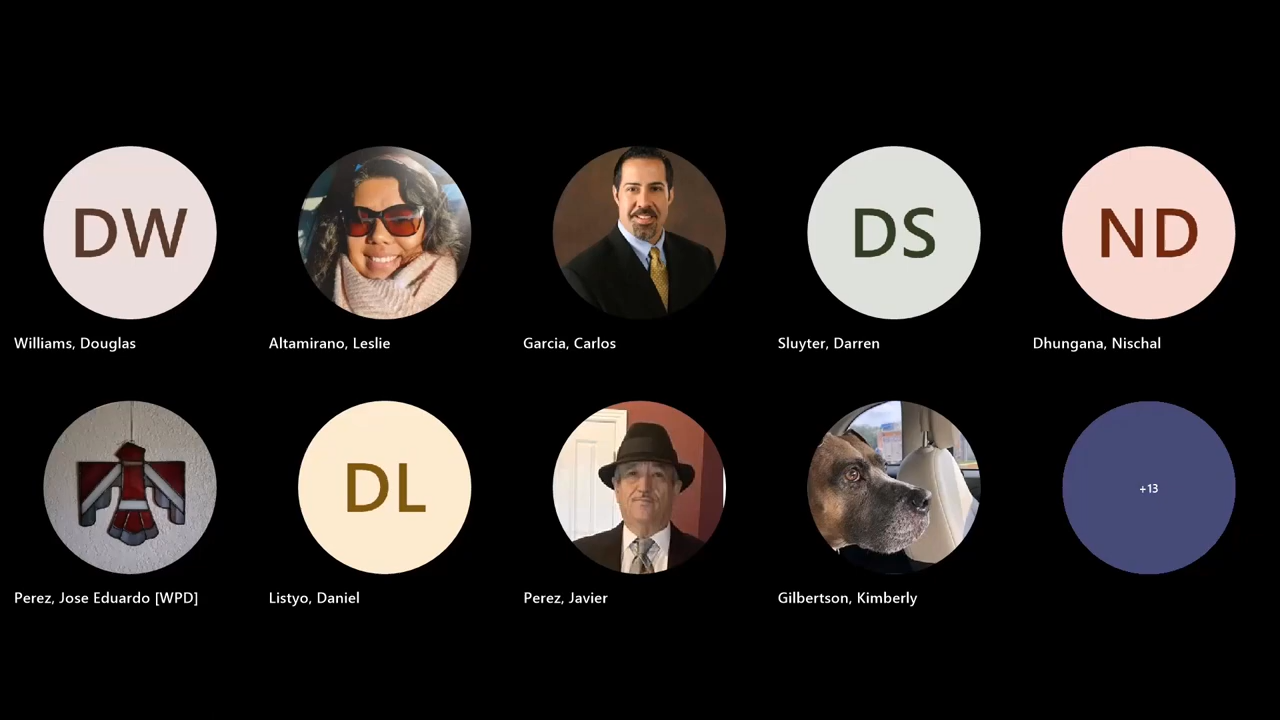 DW
DS
ND
Williams, Douglas
Altamirano, Leslie
Garcia, Carlos
Sluyter, Darren
Dhungana, Nischal
DL
+13
Perez, Jose Eduardo [WPD]
Listyo, Daniel
Perez, Javier
Gilbertson, Kimberly